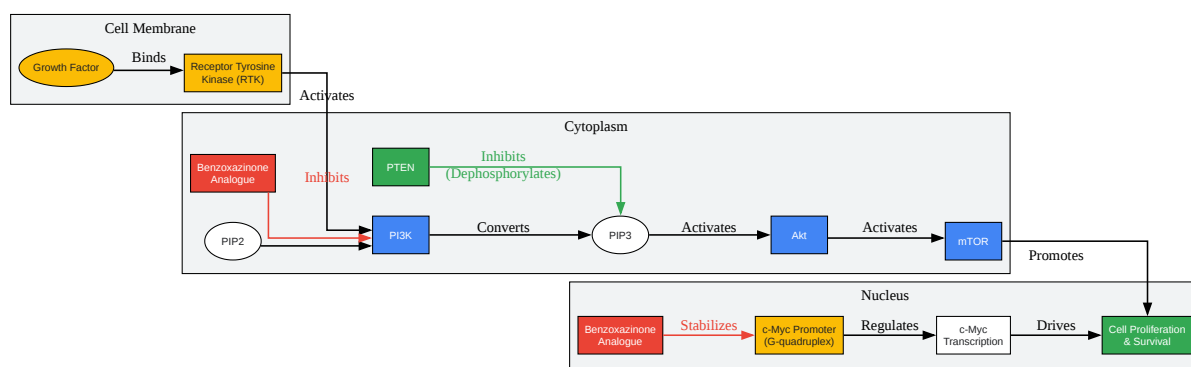 Cell Membrane
Growth Factor
Binds
Receptor Tyrosine
Kinase (RTK)
Activates
Cytoplasm
Benzoxazinone
Analogue
Inhibits
PTEN
Inhibits
(Dephosphorylates)
PIP2
PI3K
Converts
PIP3
Activates
Akt
Activates
mTOR
Promotes
Nucleus
Benzoxazinone
Analogue
Stabilizes
c-Myc Promoter
(G-quadruplex)
Regulates
c-Myc
Transcription
Drives
Cell Proliferation
& Survival